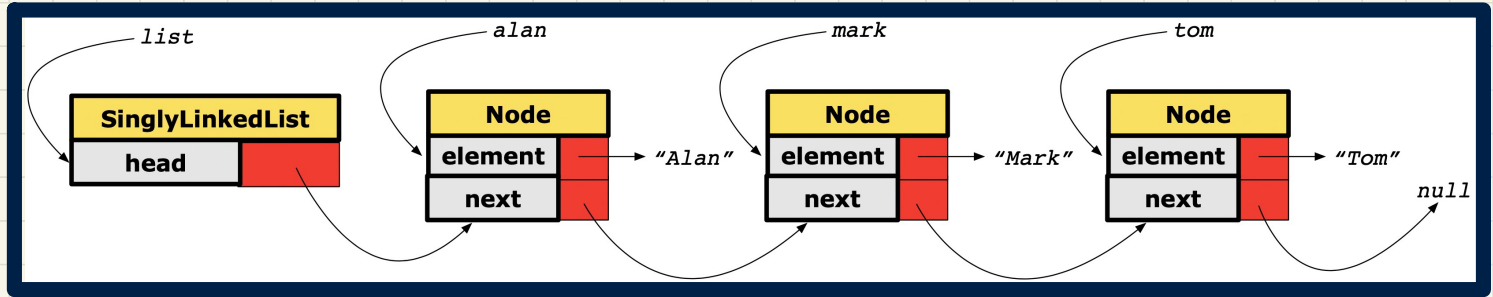 list
alan
mark
tom
SinglyLinkedList
head
Node
element
“Alan”
next
Node
element
“Mark”
next
Node
element
“Tom”
next
null